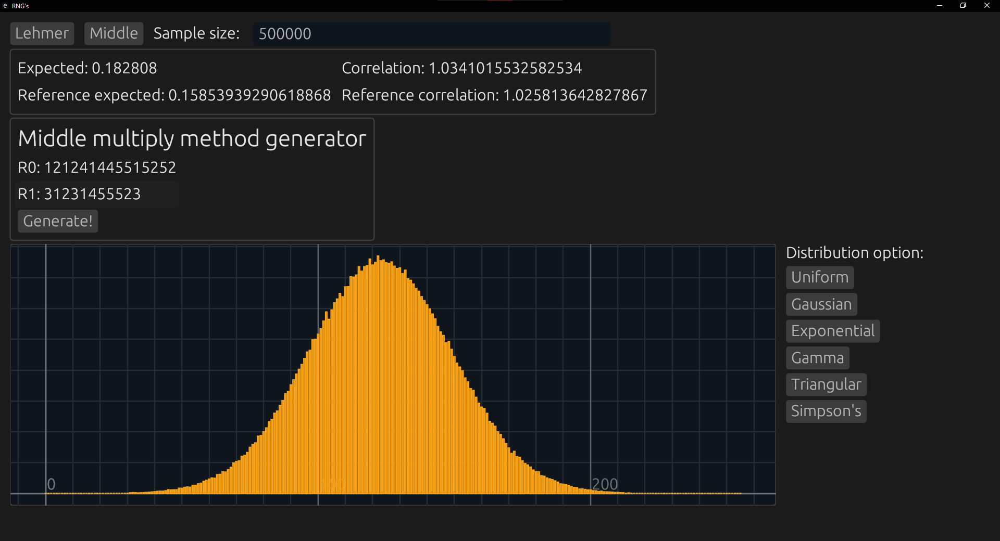 e RNG's
Lehmer Middle Sample size: 500000
Expected: 0.182808 Correlation: 1.0341015532582534
Reference expected: 0.15853939290618868 Reference correlation: 1.025813642827867
Middle multiply method generator
R0: 121241445515252
R1: 31231455523
Generate!
Distribution option:
Uniform
Gaussian
Exponential
Gamma
Triangular
Simpson's
0 100 200